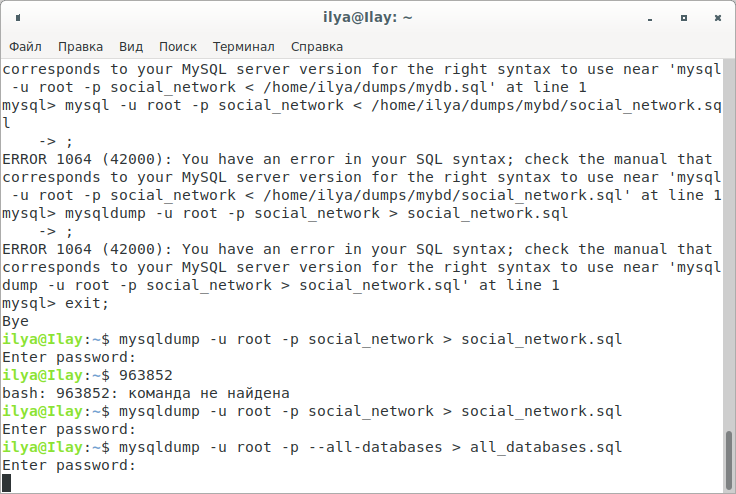 ilya@Ilay: ~
Файл Правка Вид Поиск Терминал Справка
corresponds to your MySQL server version for the right syntax to use near 'mysql
 -u root -p social_network < /home/ilya/dumps/mydb.sql' at line 1
mysql> mysql -u root -p social_network < /home/ilya/dumps/mybd/social_network.sq
l
    -> ;
ERROR 1064 (42000): You have an error in your SQL syntax; check the manual that
corresponds to your MySQL server version for the right syntax to use near 'mysql
 -u root -p social_network < /home/ilya/dumps/mybd/social_network.sql' at line 1
mysql> mysqldump -u root -p social_network > social_network.sql
    -> ;
ERROR 1064 (42000): You have an error in your SQL syntax; check the manual that
corresponds to your MySQL server version for the right syntax to use near 'mysql
dump -u root -p social_network > social_network.sql' at line 1
mysql> exit;
Bye
ilya@Ilay:~$ mysqldump -u root -p social_network > social_network.sql
Enter password:
ilya@Ilay:~$ 963852
bash: 963852: команда не найдена
ilya@Ilay:~$ mysqldump -u root -p social_network > social_network.sql
Enter password:
ilya@Ilay:~$ mysqldump -u root -p --all-databases > all_databases.sql
Enter password: